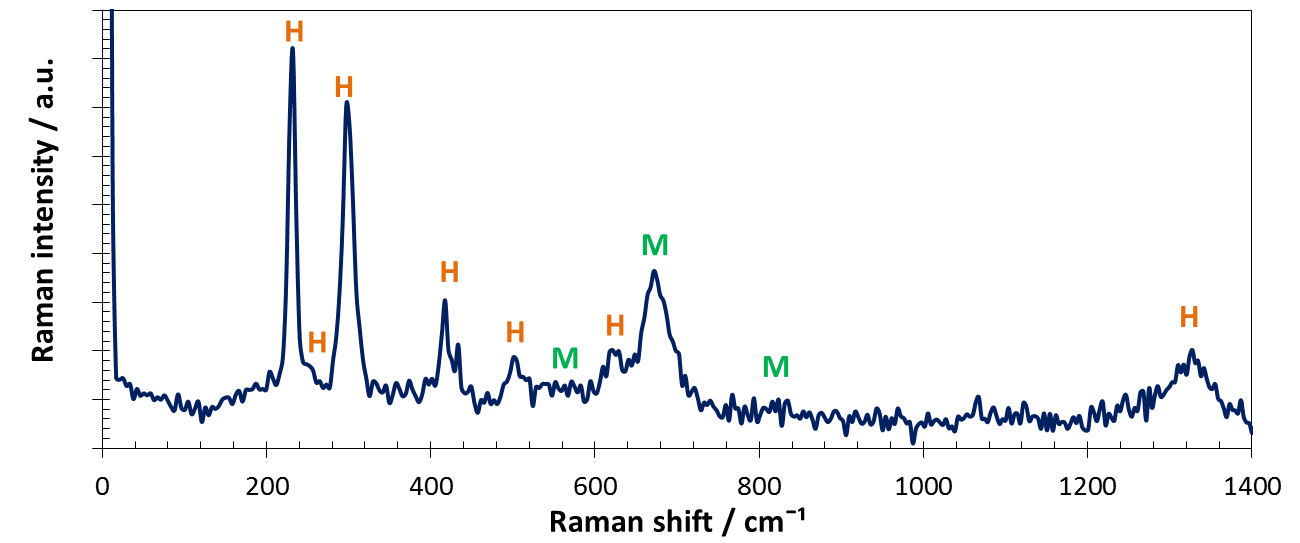 H
H
H
H
M
H
H
H
M
M
H
Raman intensity / a.u.
0 200 400 600 800 1000 1200 1400
Raman shift / cm⁻¹